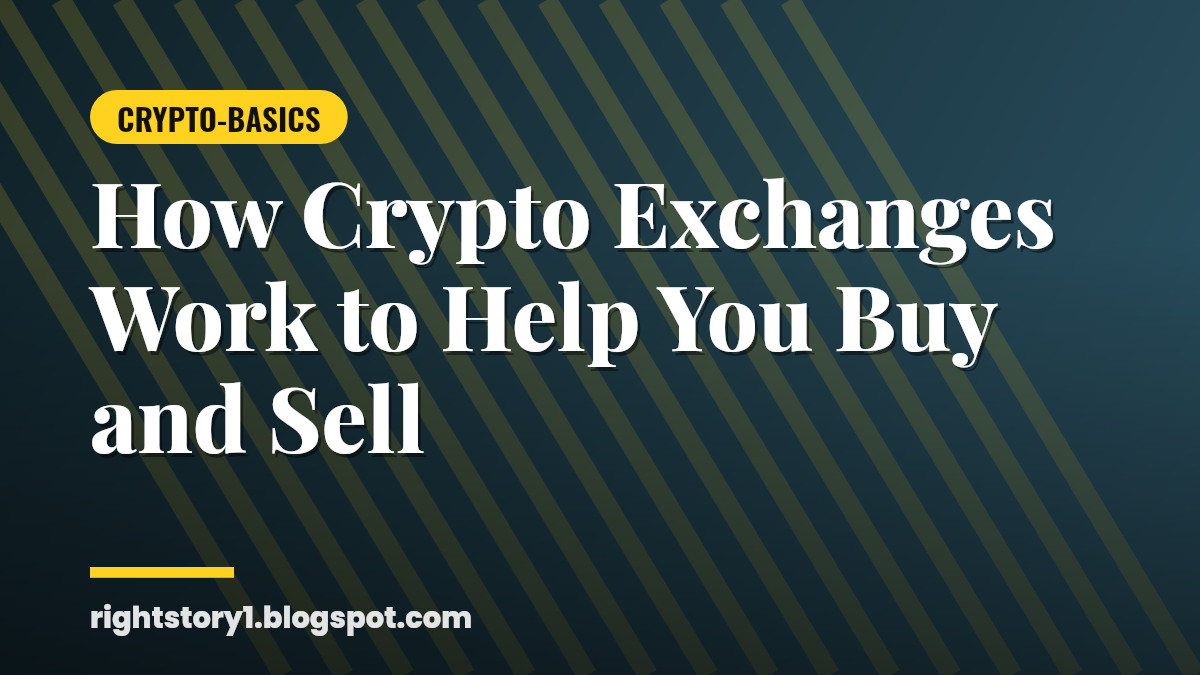 CRYPTO-BASICS
How Crypto Exchanges
Work to Help You Buy
and Sell
rightstory1.blogspot.com